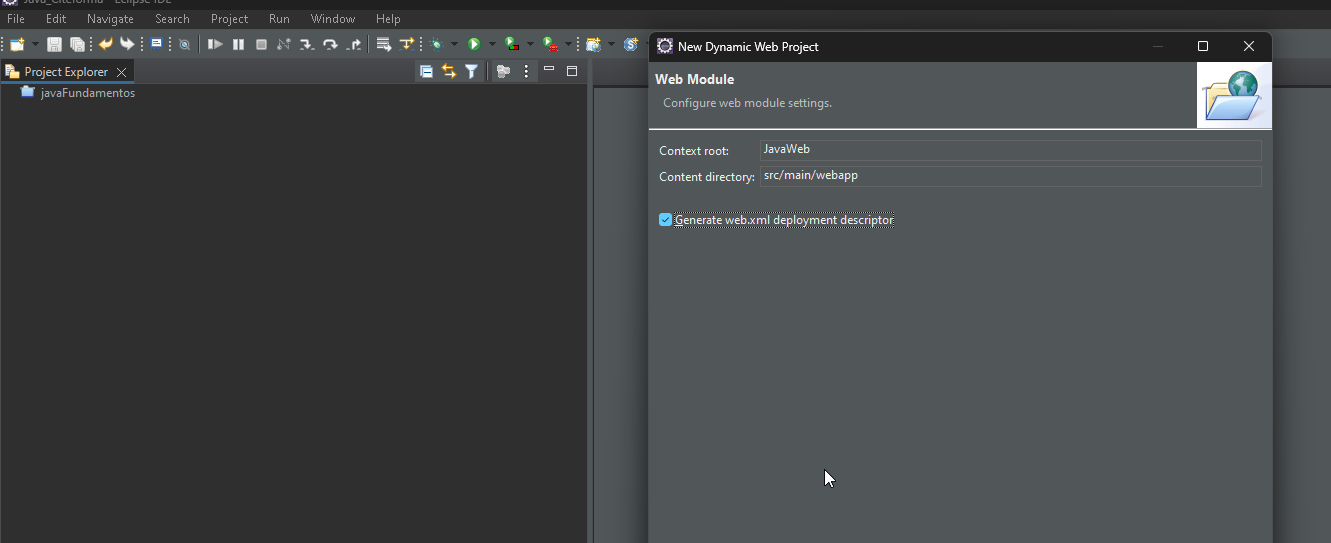 Java_Citeforma - Eclipse IDE
File Edit Navigate Search Project Run Window Help
Project Explorer
javaFundamentos
New Dynamic Web Project
Web Module
Configure web module settings.
Context root: JavaWeb
Content directory: src/main/webapp
Generate web.xml deployment descriptor